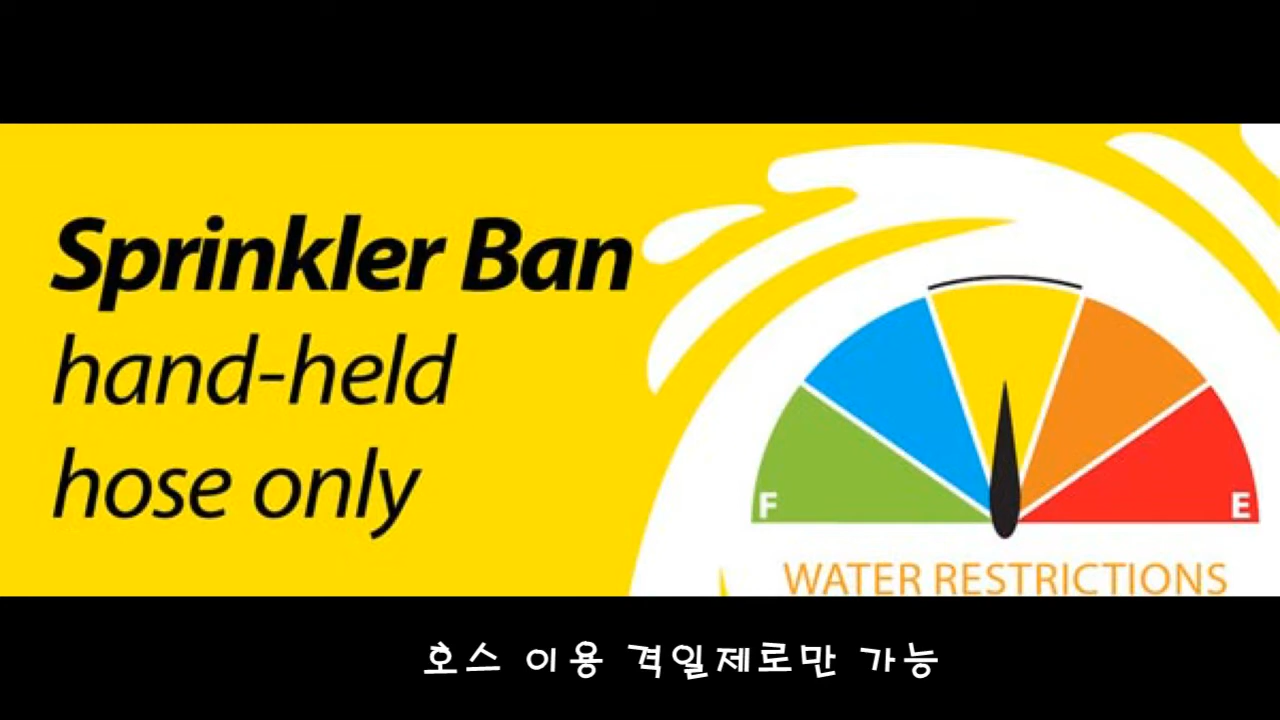 Sprinkler Ban
hand-held
hose only
F
E
WATER RESTRICTIONS
호스 이용 격일제로만 가능